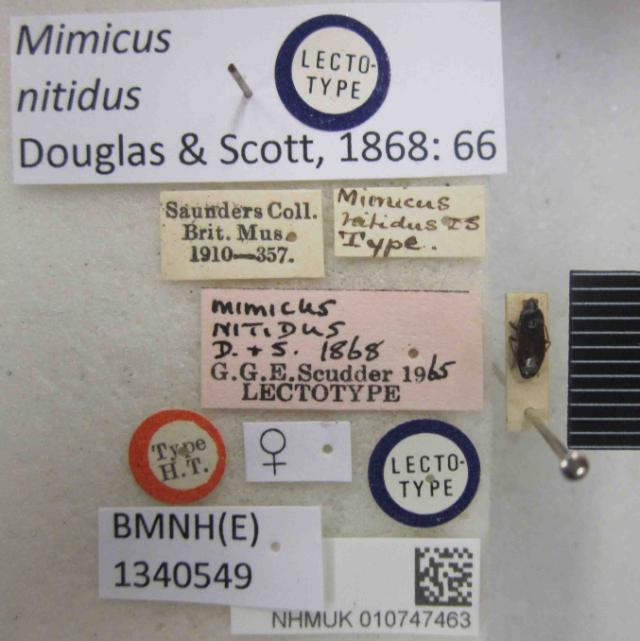 Mimicus
nitidus
Douglas & Scott, 1868: 66
LECTO-
TYPE
Saunders Coll.
Brit. Mus.
1910—357.
Mimicus
nitidus DS
Type.
MIMICUS
NITIDUS
D. + S. 1868
G.G.E.Scudder 1965
LECTOTYPE
Type
H.T.
♀
LECTO-
TYPE
BMNH(E)
1340549
NHMUK 010747463